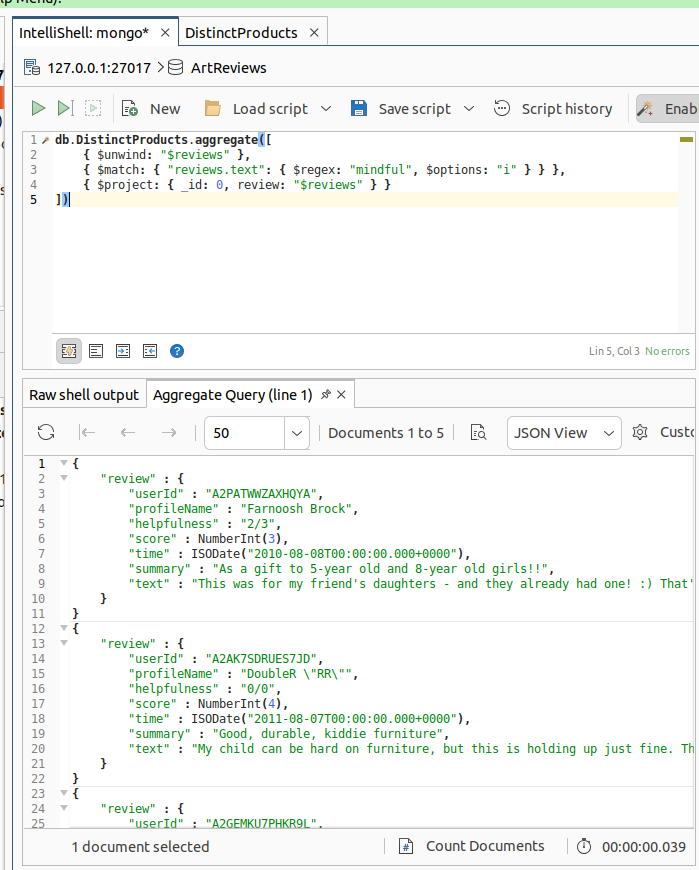 lp Menu).
IntelliShell: mongo* × DistinctProducts ×
127.0.0.1:27017 > ArtReviews
New Load script Save script Script history Enab
1 db.DistinctProducts.aggregate([
2 { $unwind: "$reviews" },
3 { $match: { "reviews.text": { $regex: "mindful", $options: "i" } } },
4 { $project: { _id: 0, review: "$reviews" } }
5 ])
Lin 5, Col 3 No errors
Raw shell output Aggregate Query (line 1) ×
50 Documents 1 to 5 JSON View Custo
1 {
2 "review" : {
3 "userId" : "A2PATWWZAXHQYA",
4 "profileName" : "Farnoosh Brock",
5 "helpfulness" : "2/3",
6 "score" : NumberInt(3),
7 "time" : ISODate("2010-08-08T00:00:00.000+0000"),
8 "summary" : "As a gift to 5-year old and 8-year old girls!!",
9 "text" : "This was for my friend's daughters - and they already had one! :) That'
10 }
11 }
12 {
13 "review" : {
14 "userId" : "A2AK7SDRUES7JD",
15 "profileName" : "DoubleR \"RR\"",
16 "helpfulness" : "0/0",
17 "score" : NumberInt(4),
18 "time" : ISODate("2011-08-07T00:00:00.000+0000"),
19 "summary" : "Good, durable, kiddie furniture",
20 "text" : "My child can be hard on furniture, but this is holding up just fine. Th
21 }
22 }
23 {
24 "review" : {
25 "userId" : "A2GEMKU7PHKR9L",
1 document selected Count Documents 00:00:00.039